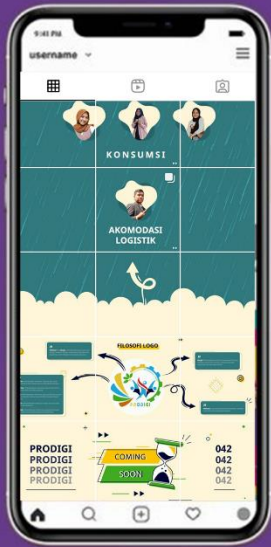 9:41 PM
username
KONSUMSI
AKOMODASI
LOGISTIK
FILOSOFI LOGO
PRODIGI
PRODIGI 042
PRODIGI 042
PRODIGI 042
PRODIGI 042
COMING
SOON